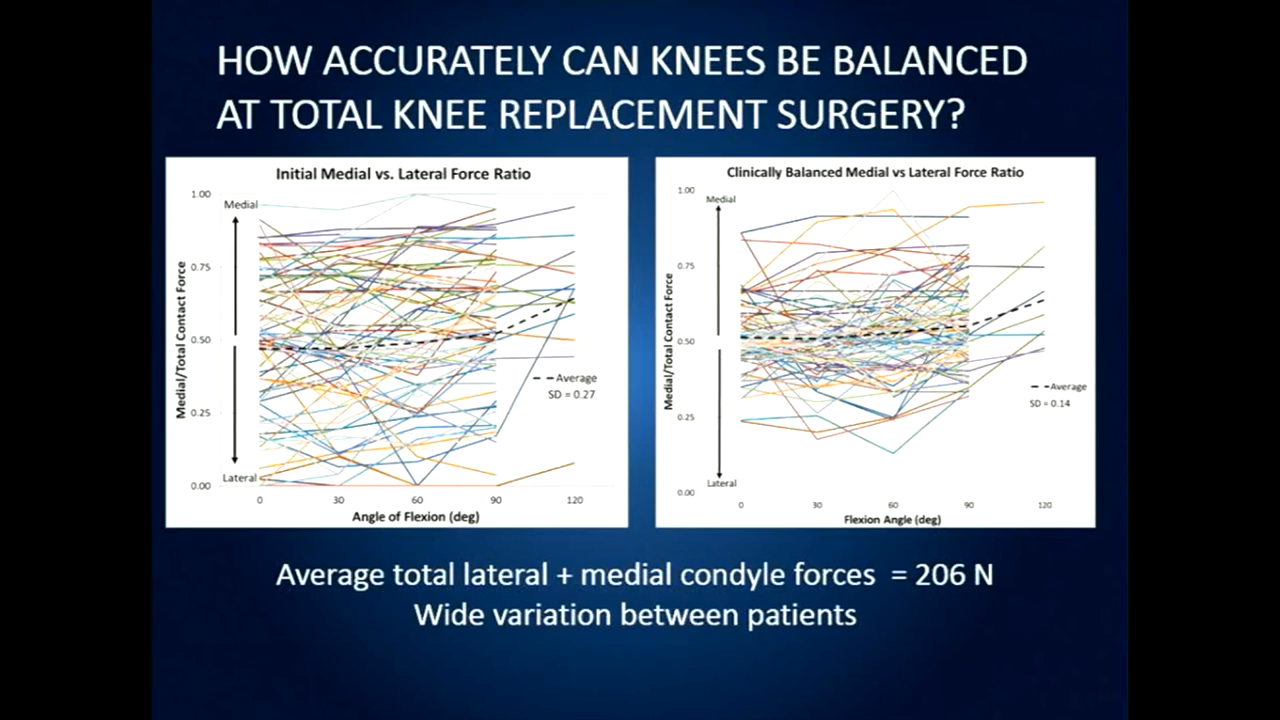 HOW ACCURATELY CAN KNEES BE BALANCED
AT TOTAL KNEE REPLACEMENT SURGERY?
Initial Medial vs. Lateral Force Ratio
Medial/Total Contact Force
1.00
0.75
0.50
0.25
0.00
Medial
Lateral
Average
SD = 0.27
0 30 60 90 120
Angle of Flexion (deg)
Clinically Balanced Medial vs Lateral Force Ratio
Medial/Total Contact Force
1.00
0.75
0.50
0.25
0.00
Medial
Lateral
Average
SD = 0.14
0 30 60 90 120
Flexion Angle (deg)
Average total lateral + medial condyle forces = 206 N
Wide variation between patients